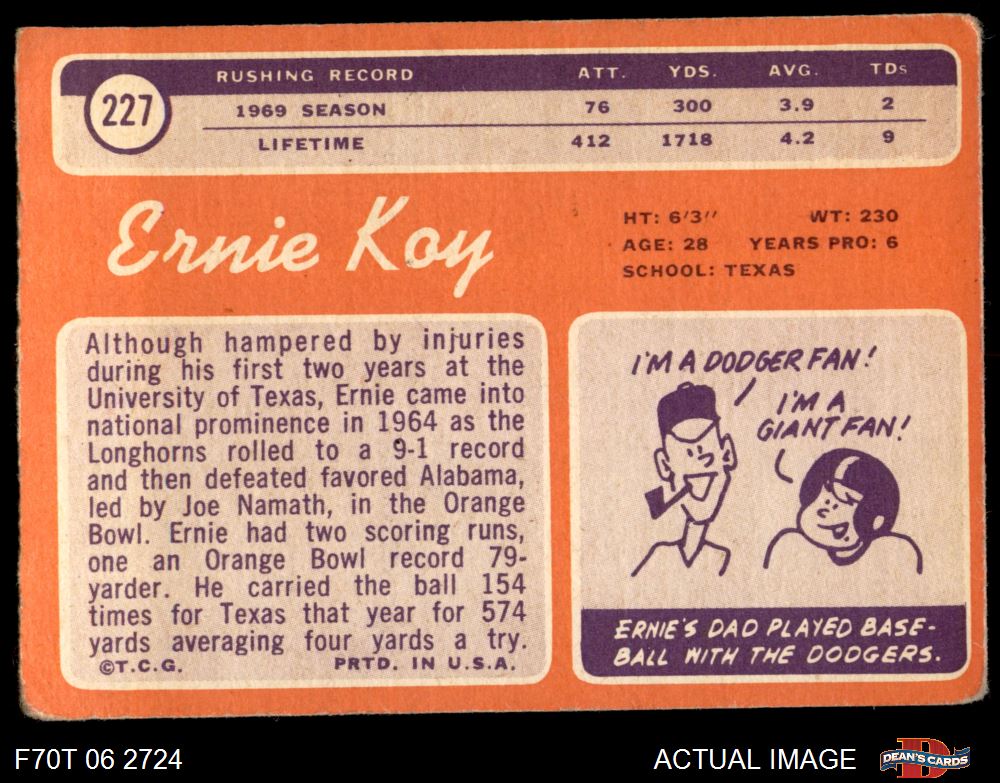 227
RUSHING RECORD ATT. YDS. AVG. TDs
1969 SEASON 76 300 3.9 2
LIFETIME 412 1718 4.2 9
Ernie Koy
HT: 6'3" WT: 230
AGE: 28 YEARS PRO: 6
SCHOOL: TEXAS
Although hampered by injuries
during his first two years at the
University of Texas, Ernie came into
national prominence in 1964 as the
Longhorns rolled to a 9-1 record
and then defeated favored Alabama,
led by Joe Namath, in the Orange
Bowl. Ernie had two scoring runs,
one an Orange Bowl record 79-
yarder. He carried the ball 154
times for Texas that year for 574
yards averaging four yards a try.
©T.C.G. PRTD. IN U.S.A.
I'M A DODGER FAN!
I'M A
GIANT FAN!
ERNIE'S DAD PLAYED BASE-
BALL WITH THE DODGERS.
F70T 06 2724 ACTUAL IMAGE
D
DEAN'S CARDS